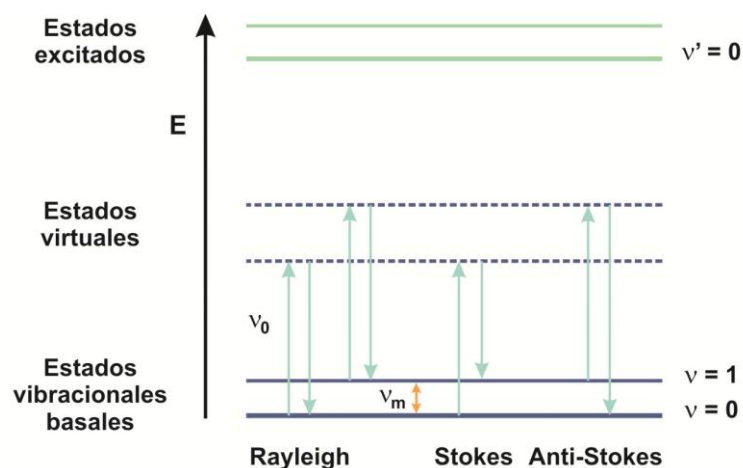 Estados
excitados
ν' = 0
E
Estados
virtuales
ν0
Estados
vibracionales
basales
νm
ν = 1
ν = 0
Rayleigh
Stokes
Anti-Stokes